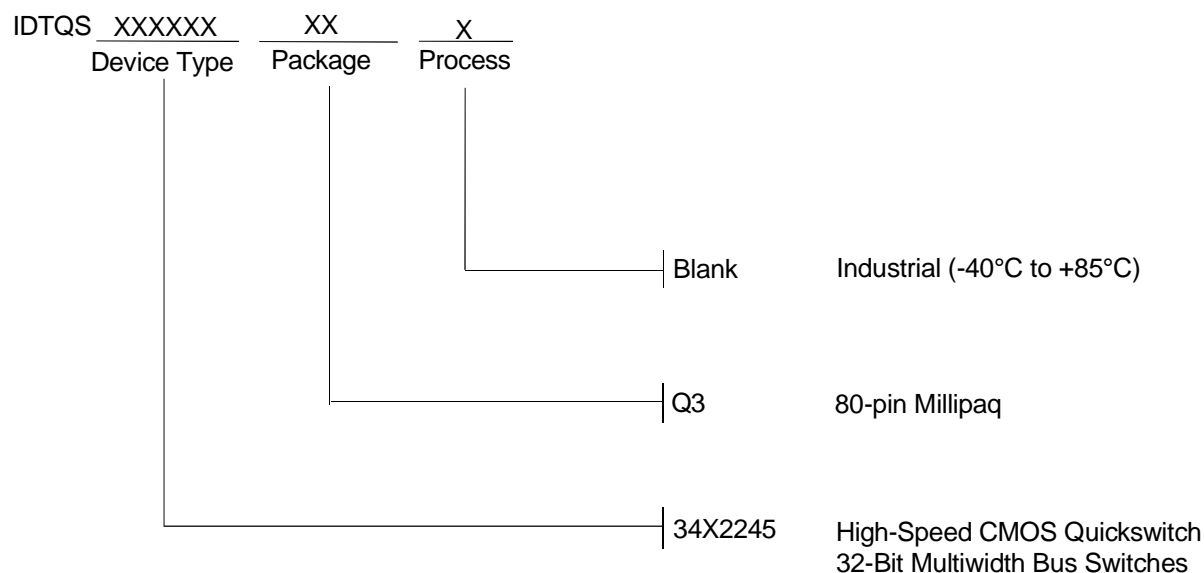 IDTQS XXXXXX XX X
Device Type Package Process
Blank Industrial (-40°C to +85°C)
Q3 80-pin Millipaq
34X2245 High-Speed CMOS Quickswitch
32-Bit Multiwidth Bus Switches